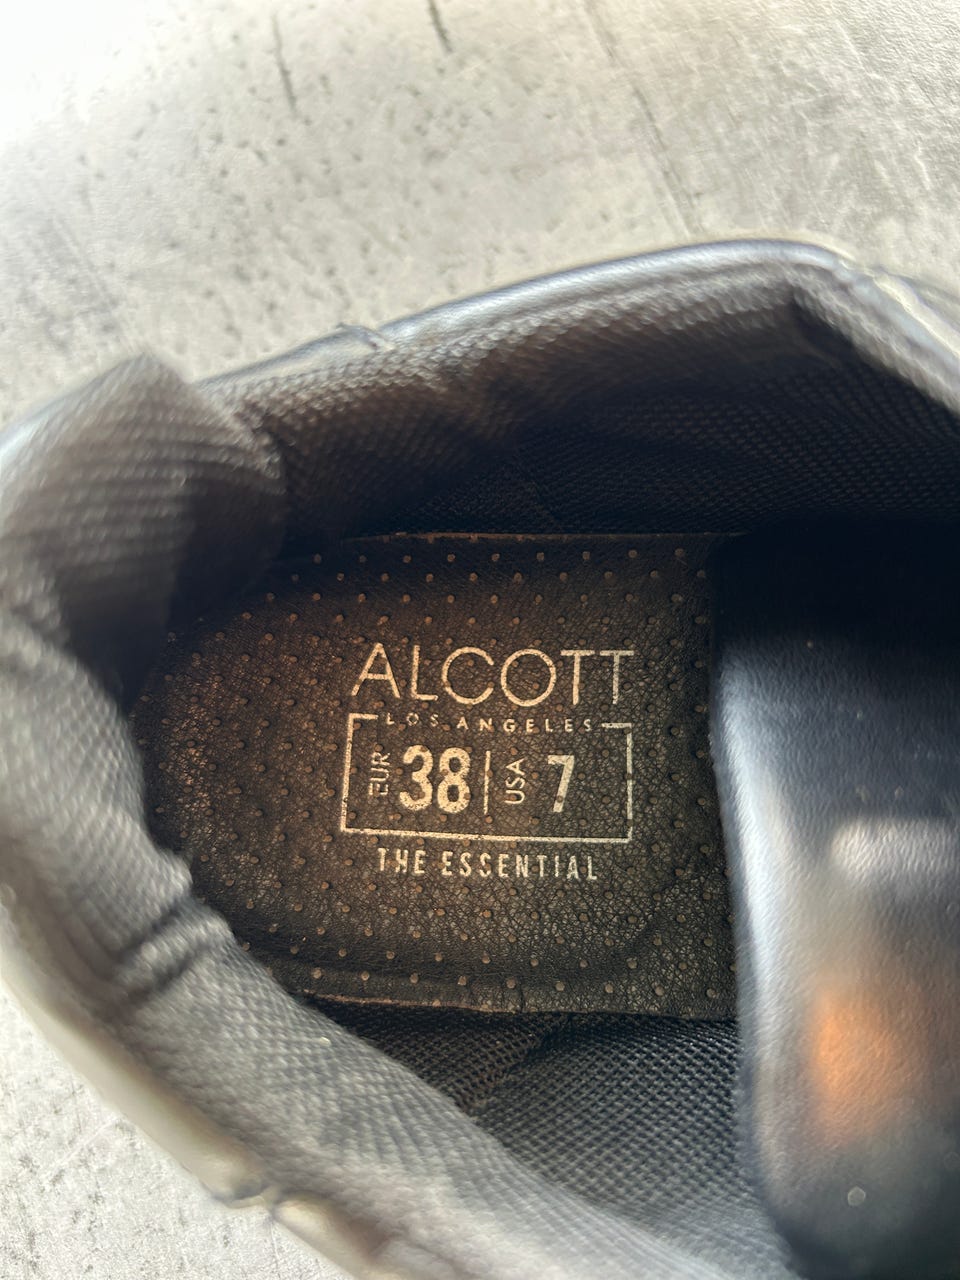 ALCOTT
LOS ANGELES
EUR 38 | USA 7
THE ESSENTIAL